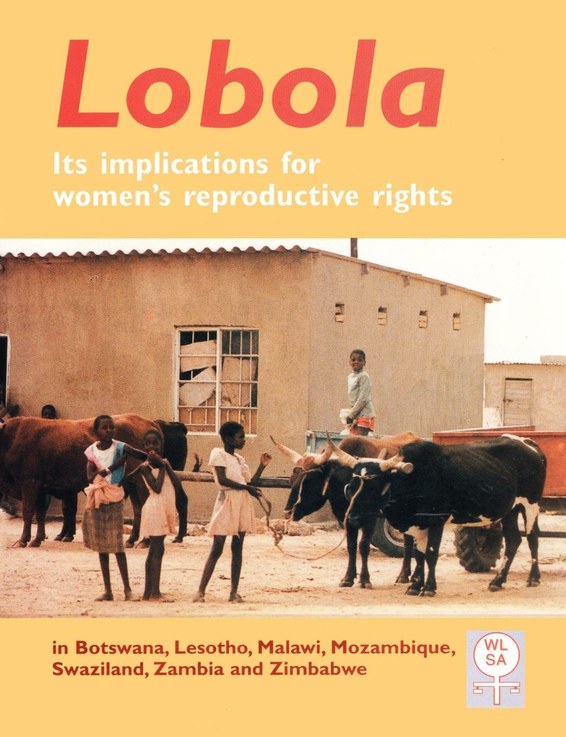 Lobola
Its implications for
women's reproductive rights
in Botswana, Lesotho, Malawi, Mozambique,
Swaziland, Zambia and Zimbabwe
WL
SA